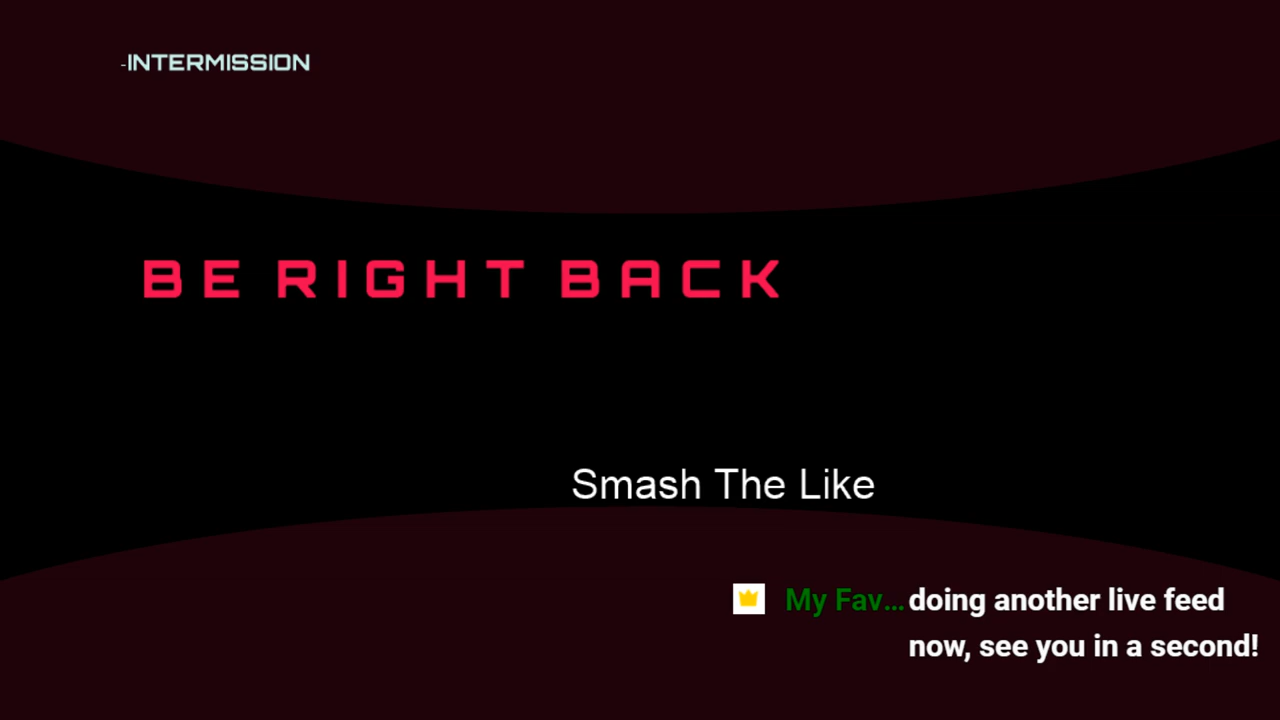 -INTERMISSION
BE RIGHT BACK
Smash The Like
My Fav... doing another live feed
now, see you in a second!